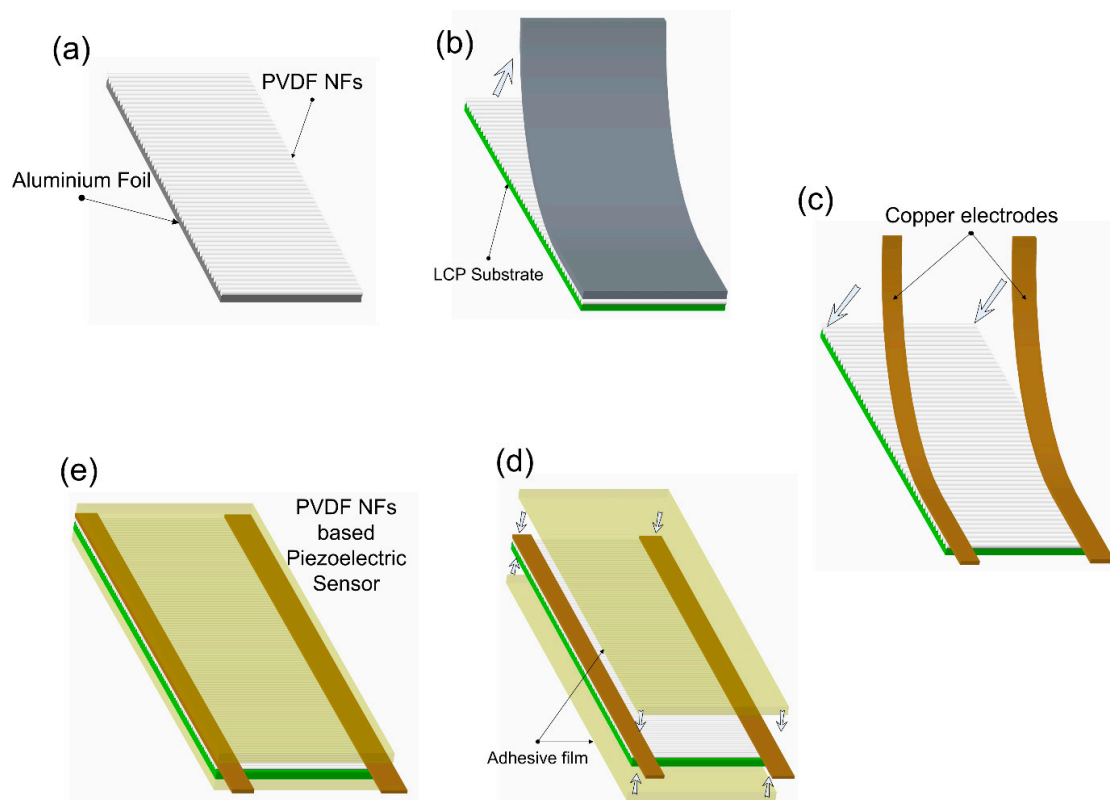 (a)
PVDF NFs
Aluminium Foil
(b)
LCP Substrate
(c)
Copper electrodes
(e)
PVDF NFs
based
Piezoelectric
Sensor
(d)
Adhesive film